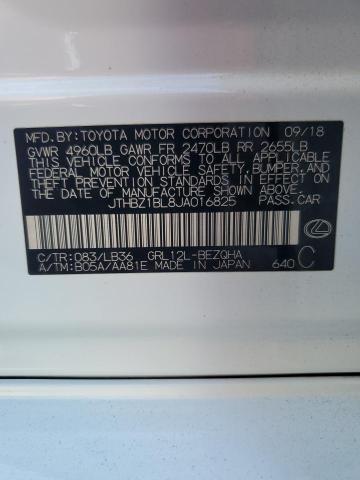 MFD.BY:TOYOTA MOTOR CORPORATION 09/18
GVWR 4960LB GAWR FR 2470LB RR 2655LB
THIS VEHICLE CONFORMS TO ALL APPLICABLE
FEDERAL MOTOR VEHICLE SAFETY,BUMPER,AND
THEFT PREVENTION STANDARDS IN EFFECT ON
THE DATE OF MANUFACTURE SHOWN ABOVE.
JTHBZ1BL8JA016825 PASS.CAR
C/TR: 083/LB36 GRL12L-BEZQHA C
A/TM: B05A/AA81E MADE IN JAPAN 640